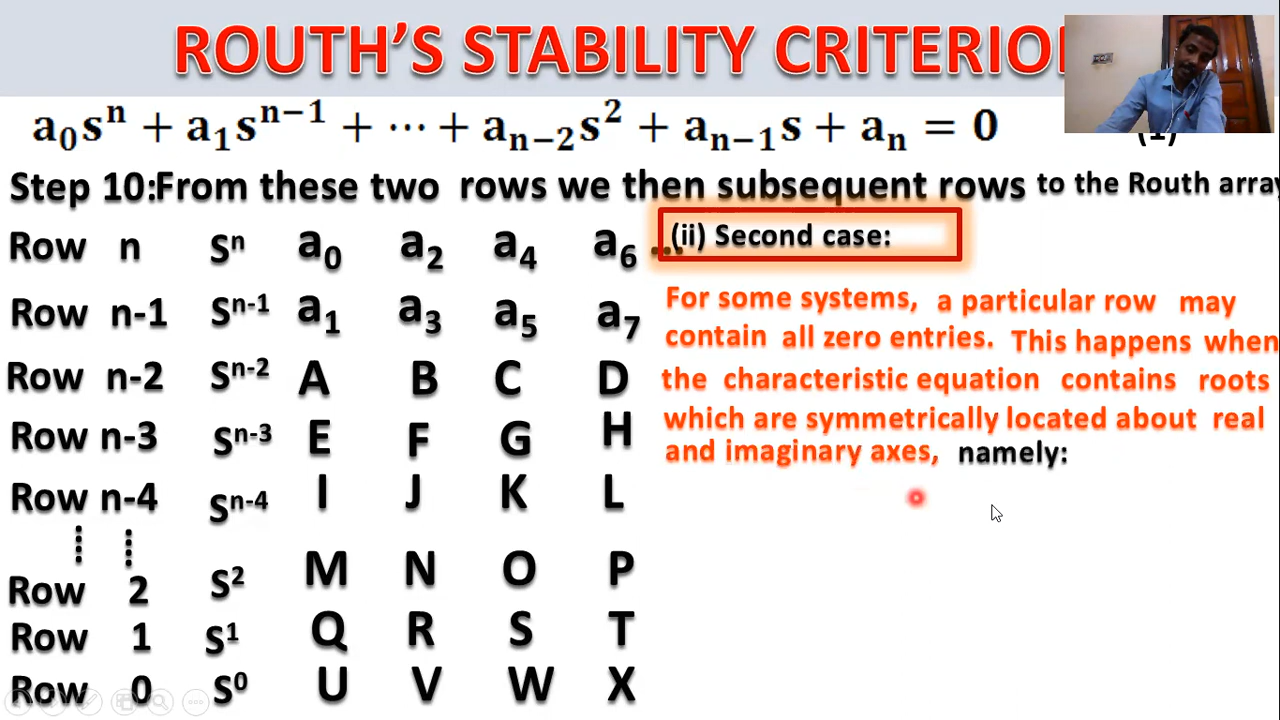 ROUTH'S STABILITY CRITERIO
a₀sⁿ + a₁sⁿ⁻¹ + ⋯ + aₙ₋₂s² + aₙ₋₁s + aₙ = 0 (1)
Step 10:From these two rows we then subsequent rows to the Routh array
Row n Sⁿ a₀ a₂ a₄ a₆ ...
Row n-1 Sⁿ⁻¹ a₁ a₃ a₅ a₇
Row n-2 Sⁿ⁻² A B C D
Row n-3 Sⁿ⁻³ E F G H
Row n-4 Sⁿ⁻⁴ I J K L
Row 2 S² M N O P
Row 1 S¹ Q R S T
Row 0 S⁰ U V W X
(ii) Second case:
For some systems, a particular row may
contain all zero entries. This happens when
the characteristic equation contains roots
which are symmetrically located about real
and imaginary axes, namely: